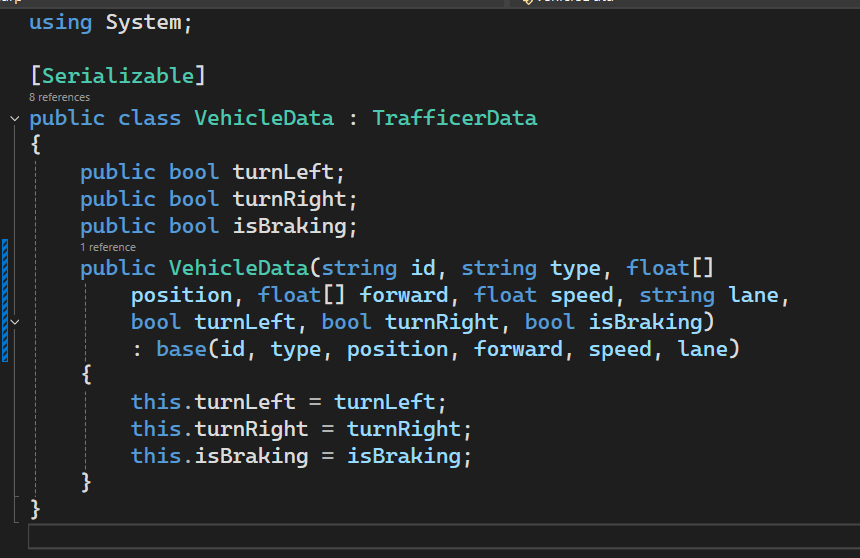 using System;
[Serializable]
8 references
public class VehicleData : TrafficerData
{
public bool turnLeft;
public bool turnRight;
public bool isBraking;
1 reference
public VehicleData(string id, string type, float[]
position, float[] forward, float speed, string lane,
bool turnLeft, bool turnRight, bool isBraking)
: base(id, type, position, forward, speed, lane)
{
this.turnLeft = turnLeft;
this.turnRight = turnRight;
this.isBraking = isBraking;
}
}